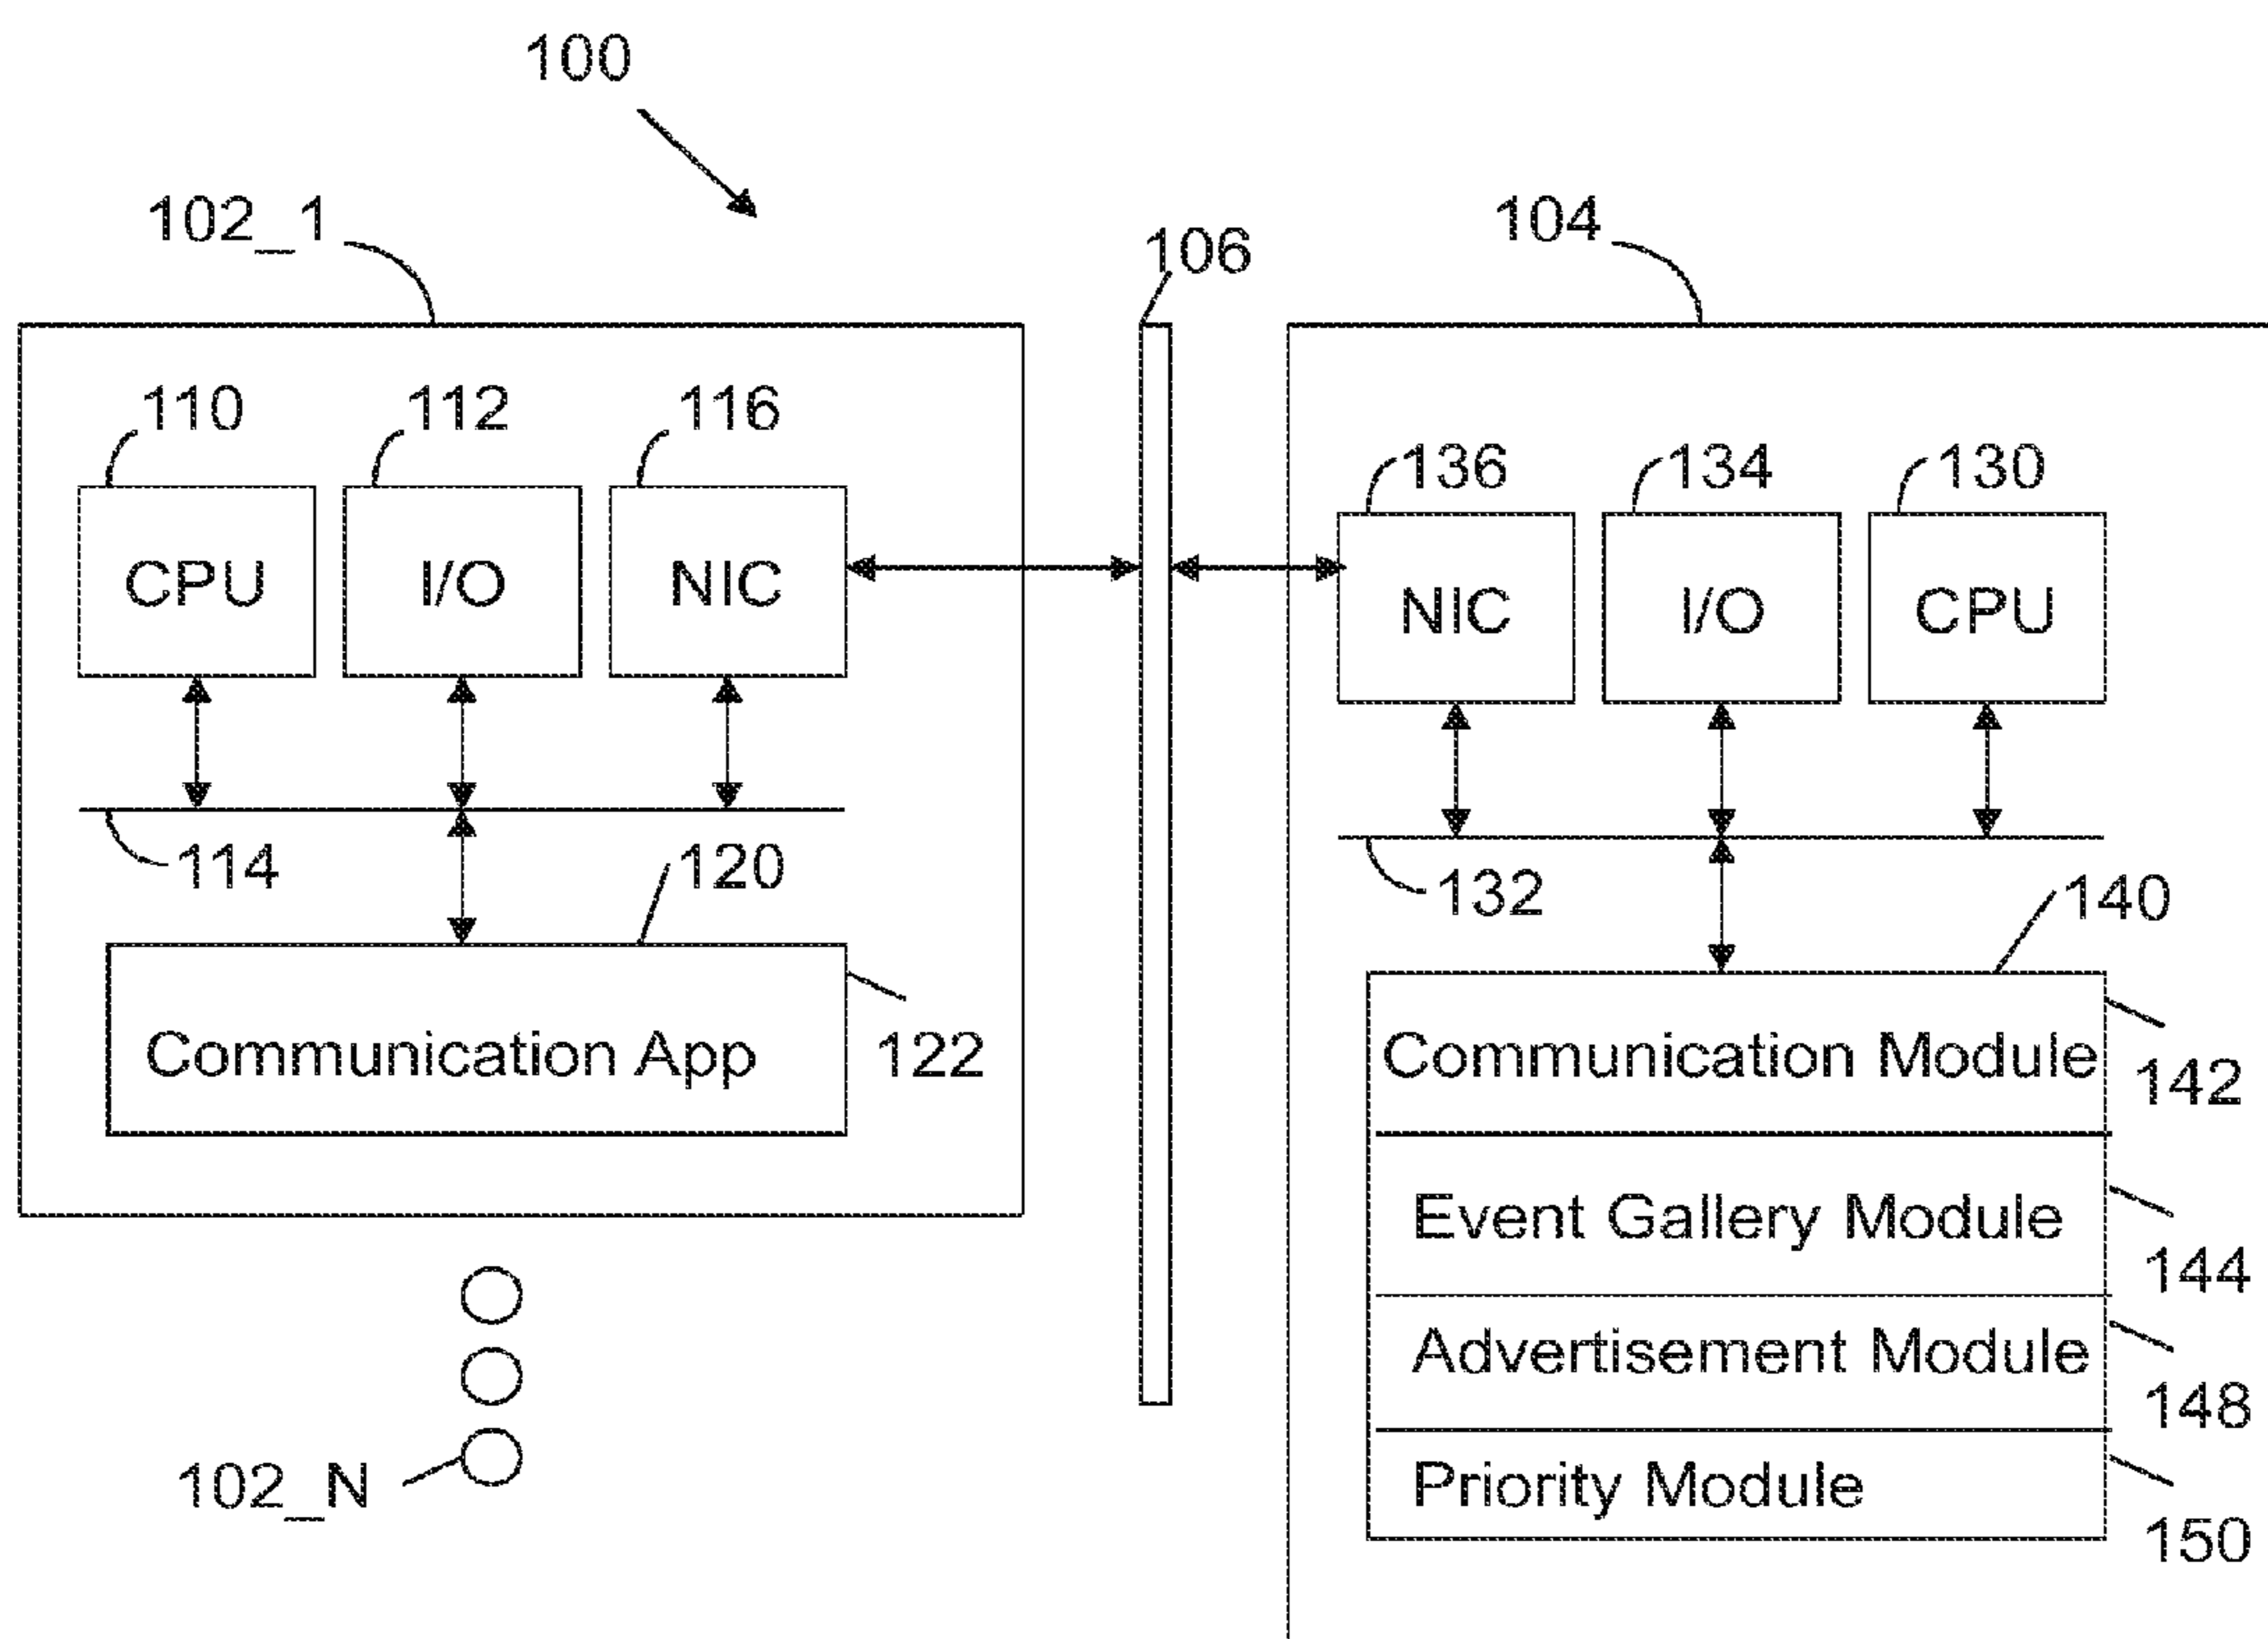 100
102_1
106
104
110
112
116
136
134
130
CPU
I/O
NIC
NIC
I/O
CPU
114
120
132
140
Communication App
122
Communication Module
142
Event Gallery Module
144
Advertisement Module
148
102_N
Priority Module
150